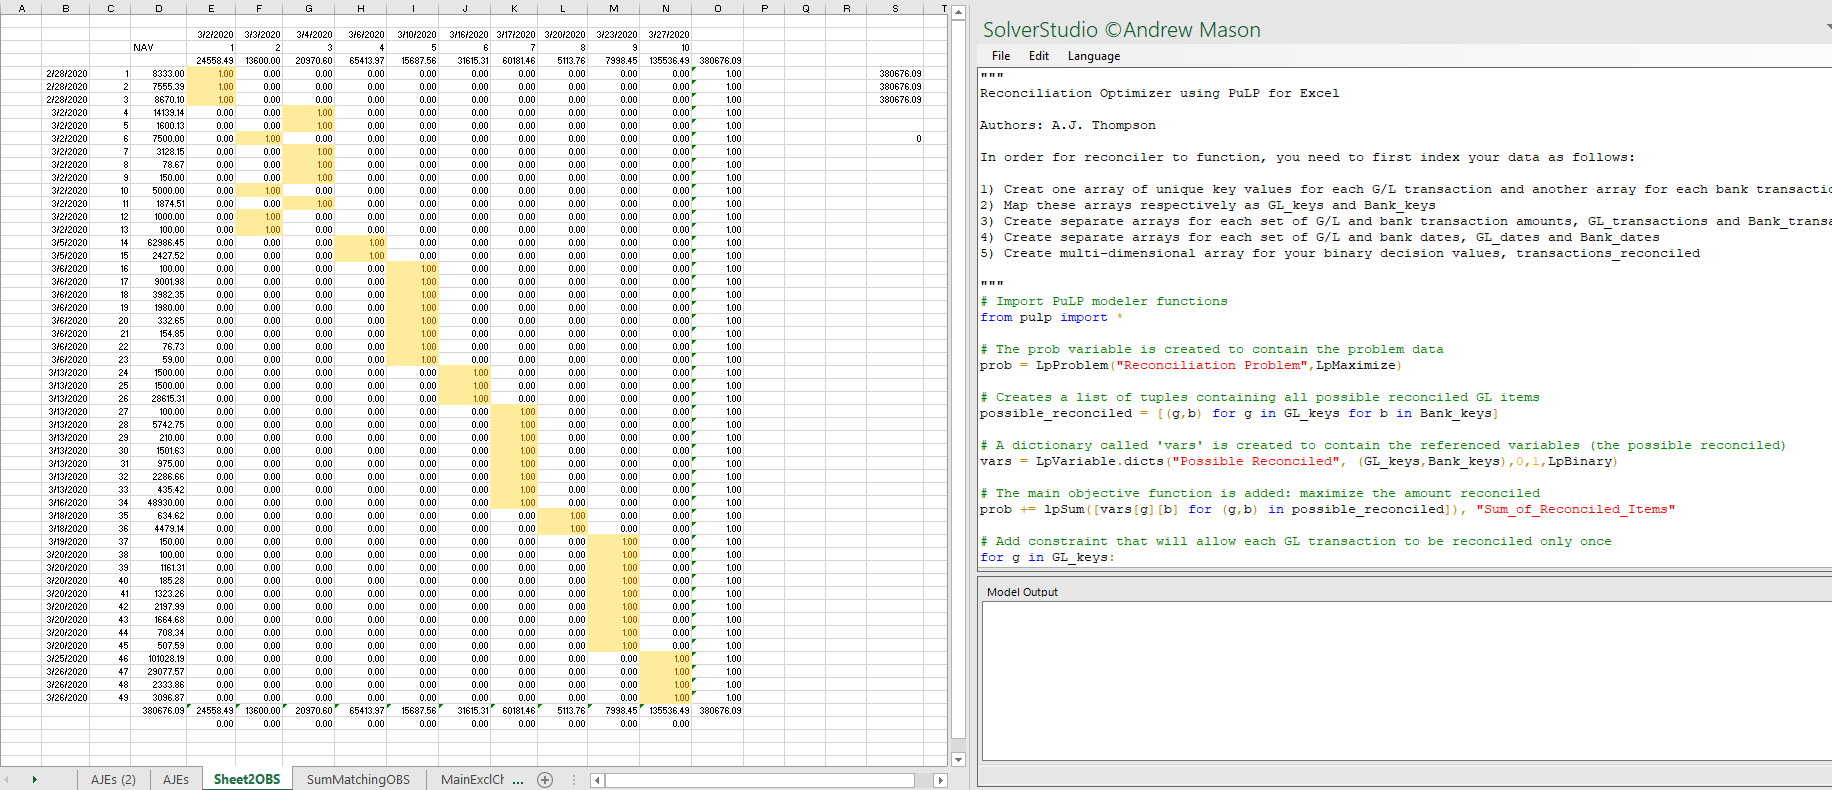 A B C D E F G H I J K L M N O P Q R S T
3/2/2020 3/3/2020 3/4/2020 3/6/2020 3/10/2020 3/16/2020 3/17/2020 3/20/2020 3/23/2020 3/27/2020
NAV 1 2 3 4 5 6 7 8 9 10
24558.49 13600.00 20970.60 65413.97 15687.56 31615.31 60181.46 5113.76 7998.45 135536.49 380676.09
2/28/2020 1 8333.00 1.00 0.00 0.00 0.00 0.00 0.00 0.00 0.00 0.00 0.00 1.00 380676.09
2/28/2020 2 7555.39 1.00 0.00 0.00 0.00 0.00 0.00 0.00 0.00 0.00 0.00 1.00 380676.09
2/28/2020 3 8670.10 1.00 0.00 0.00 0.00 0.00 0.00 0.00 0.00 0.00 0.00 1.00 380676.09
3/2/2020 4 14139.14 0.00 0.00 1.00 0.00 0.00 0.00 0.00 0.00 0.00 0.00 1.00
3/2/2020 5 1600.13 0.00 0.00 1.00 0.00 0.00 0.00 0.00 0.00 0.00 0.00 1.00
3/2/2020 6 7500.00 0.00 1.00 0.00 0.00 0.00 0.00 0.00 0.00 0.00 0.00 1.00 0
3/2/2020 7 3128.15 0.00 0.00 1.00 0.00 0.00 0.00 0.00 0.00 0.00 0.00 1.00
3/2/2020 8 78.67 0.00 0.00 1.00 0.00 0.00 0.00 0.00 0.00 0.00 0.00 1.00
3/2/2020 9 150.00 0.00 0.00 1.00 0.00 0.00 0.00 0.00 0.00 0.00 0.00 1.00
3/2/2020 10 5000.00 0.00 1.00 0.00 0.00 0.00 0.00 0.00 0.00 0.00 0.00 1.00
3/2/2020 11 1874.51 0.00 0.00 1.00 0.00 0.00 0.00 0.00 0.00 0.00 0.00 1.00
3/2/2020 12 1000.00 0.00 1.00 0.00 0.00 0.00 0.00 0.00 0.00 0.00 0.00 1.00
3/2/2020 13 100.00 0.00 1.00 0.00 0.00 0.00 0.00 0.00 0.00 0.00 0.00 1.00
3/5/2020 14 62986.45 0.00 0.00 0.00 1.00 0.00 0.00 0.00 0.00 0.00 0.00 1.00
3/5/2020 15 2427.52 0.00 0.00 0.00 1.00 0.00 0.00 0.00 0.00 0.00 0.00 1.00
3/6/2020 16 100.00 0.00 0.00 0.00 0.00 1.00 0.00 0.00 0.00 0.00 0.00 1.00
3/6/2020 17 9001.98 0.00 0.00 0.00 0.00 1.00 0.00 0.00 0.00 0.00 0.00 1.00
3/6/2020 18 3982.35 0.00 0.00 0.00 0.00 1.00 0.00 0.00 0.00 0.00 0.00 1.00
3/6/2020 19 1980.00 0.00 0.00 0.00 0.00 1.00 0.00 0.00 0.00 0.00 0.00 1.00
3/6/2020 20 332.65 0.00 0.00 0.00 0.00 1.00 0.00 0.00 0.00 0.00 0.00 1.00
3/6/2020 21 154.85 0.00 0.00 0.00 0.00 1.00 0.00 0.00 0.00 0.00 0.00 1.00
3/6/2020 22 76.73 0.00 0.00 0.00 0.00 1.00 0.00 0.00 0.00 0.00 0.00 1.00
3/6/2020 23 59.00 0.00 0.00 0.00 0.00 1.00 0.00 0.00 0.00 0.00 0.00 1.00
3/13/2020 24 1500.00 0.00 0.00 0.00 0.00 0.00 1.00 0.00 0.00 0.00 0.00 1.00
3/13/2020 25 1500.00 0.00 0.00 0.00 0.00 0.00 1.00 0.00 0.00 0.00 0.00 1.00
3/13/2020 26 28615.31 0.00 0.00 0.00 0.00 0.00 1.00 0.00 0.00 0.00 0.00 1.00
3/13/2020 27 100.00 0.00 0.00 0.00 0.00 0.00 0.00 1.00 0.00 0.00 0.00 1.00
3/13/2020 28 5742.75 0.00 0.00 0.00 0.00 0.00 0.00 1.00 0.00 0.00 0.00 1.00
3/13/2020 29 210.00 0.00 0.00 0.00 0.00 0.00 0.00 1.00 0.00 0.00 0.00 1.00
3/13/2020 30 1501.63 0.00 0.00 0.00 0.00 0.00 0.00 1.00 0.00 0.00 0.00 1.00
3/13/2020 31 975.00 0.00 0.00 0.00 0.00 0.00 0.00 1.00 0.00 0.00 0.00 1.00
3/13/2020 32 2286.66 0.00 0.00 0.00 0.00 0.00 0.00 1.00 0.00 0.00 0.00 1.00
3/13/2020 33 435.42 0.00 0.00 0.00 0.00 0.00 0.00 1.00 0.00 0.00 0.00 1.00
3/16/2020 34 48930.00 0.00 0.00 0.00 0.00 0.00 0.00 1.00 0.00 0.00 0.00 1.00
3/18/2020 35 634.62 0.00 0.00 0.00 0.00 0.00 0.00 0.00 1.00 0.00 0.00 1.00
3/18/2020 36 4479.14 0.00 0.00 0.00 0.00 0.00 0.00 0.00 1.00 0.00 0.00 1.00
3/19/2020 37 150.00 0.00 0.00 0.00 0.00 0.00 0.00 0.00 0.00 1.00 0.00 1.00
3/20/2020 38 100.00 0.00 0.00 0.00 0.00 0.00 0.00 0.00 0.00 1.00 0.00 1.00
3/20/2020 39 1161.31 0.00 0.00 0.00 0.00 0.00 0.00 0.00 0.00 1.00 0.00 1.00
3/20/2020 40 185.28 0.00 0.00 0.00 0.00 0.00 0.00 0.00 0.00 1.00 0.00 1.00
3/20/2020 41 1323.26 0.00 0.00 0.00 0.00 0.00 0.00 0.00 0.00 1.00 0.00 1.00
3/20/2020 42 2197.99 0.00 0.00 0.00 0.00 0.00 0.00 0.00 0.00 1.00 0.00 1.00
3/20/2020 43 1664.68 0.00 0.00 0.00 0.00 0.00 0.00 0.00 0.00 1.00 0.00 1.00
3/20/2020 44 708.34 0.00 0.00 0.00 0.00 0.00 0.00 0.00 0.00 1.00 0.00 1.00
3/20/2020 45 507.59 0.00 0.00 0.00 0.00 0.00 0.00 0.00 0.00 1.00 0.00 1.00
3/25/2020 46 101028.19 0.00 0.00 0.00 0.00 0.00 0.00 0.00 0.00 0.00 1.00 1.00
3/26/2020 47 29077.57 0.00 0.00 0.00 0.00 0.00 0.00 0.00 0.00 0.00 1.00 1.00
3/26/2020 48 2333.86 0.00 0.00 0.00 0.00 0.00 0.00 0.00 0.00 0.00 1.00 1.00
3/26/2020 49 3096.87 0.00 0.00 0.00 0.00 0.00 0.00 0.00 0.00 0.00 1.00 1.00
380676.09 24558.49 13600.00 20970.60 65413.97 15687.56 31615.31 60181.46 5113.76 7998.45 135536.49 380676.09
0.00 0.00 0.00 0.00 0.00 0.00 0.00 0.00 0.00 0.00
AJEs (2) AJEs Sheet2OBS SumMatchingOBS MainExclCh ...
SolverStudio ©Andrew Mason
File Edit Language
"""
Reconciliation Optimizer using PuLP for Excel
Authors: A.J. Thompson
In order for reconciler to function, you need to first index your data as follows:
1) Creat one array of unique key values for each G/L transaction and another array for each bank transactio
2) Map these arrays respectively as GL_keys and Bank_keys
3) Create separate arrays for each set of G/L and bank transaction amounts, GL_transactions and Bank_transa
4) Create separate arrays for each set of G/L and bank dates, GL_dates and Bank_dates
5) Create multi-dimensional array for your binary decision values, transactions_reconciled
"""
# Import PuLP modeler functions
from pulp import *
# The prob variable is created to contain the problem data
prob = LpProblem("Reconciliation Problem",LpMaximize)
# Creates a list of tuples containing all possible reconciled GL items
possible_reconciled = [(g,b) for g in GL_keys for b in Bank_keys]
# A dictionary called 'vars' is created to contain the referenced variables (the possible reconciled)
vars = LpVariable.dicts("Possible Reconciled", (GL_keys,Bank_keys),0,1,LpBinary)
# The main objective function is added: maximize the amount reconciled
prob += lpSum([vars[g][b] for (g,b) in possible_reconciled]), "Sum_of_Reconciled_Items"
# Add constraint that will allow each GL transaction to be reconciled only once
for g in GL_keys:
Model Output